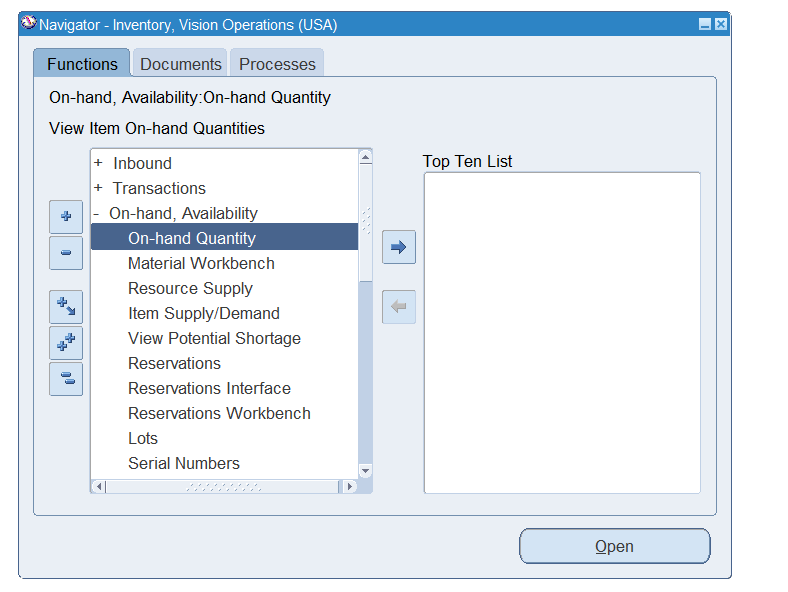 Navigator - Inventory, Vision Operations (USA)
Functions
Documents
Processes
On-hand, Availability:On-hand Quantity
View Item On-hand Quantities
+ Inbound
+ Transactions
- On-hand, Availability
On-hand Quantity
Material Workbench
Resource Supply
Item Supply/Demand
View Potential Shortage
Reservations
Reservations Interface
Reservations Workbench
Lots
Serial Numbers
Top Ten List
Open